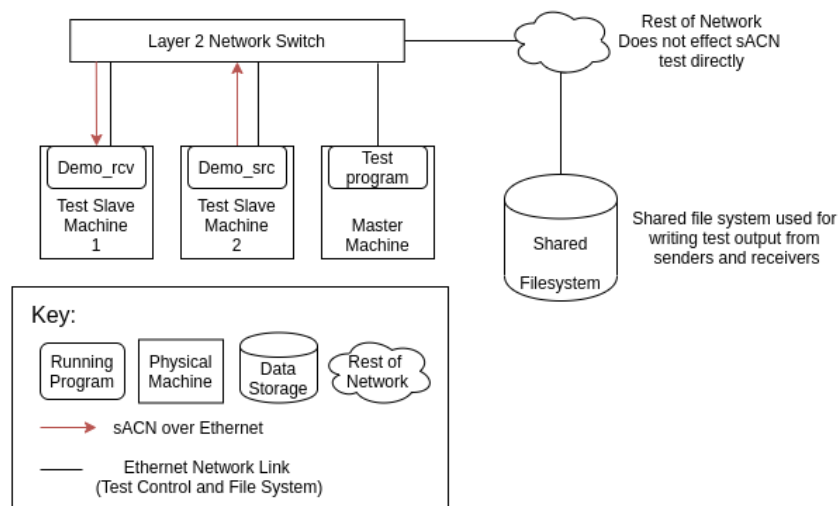 Layer 2 Network Switch
Rest of Network
Does not effect sACN
test directly
Demo_rcv
Test Slave
Machine
1
Demo_src
Test Slave
Machine
2
Test
program
Master
Machine
Shared
Filesystem
Shared file system used for
writing test output from
senders and receivers
Key:
Running
Program
Physical
Machine
Data
Storage
Rest of
Network
sACN over Ethernet
Ethernet Network Link
(Test Control and File System)